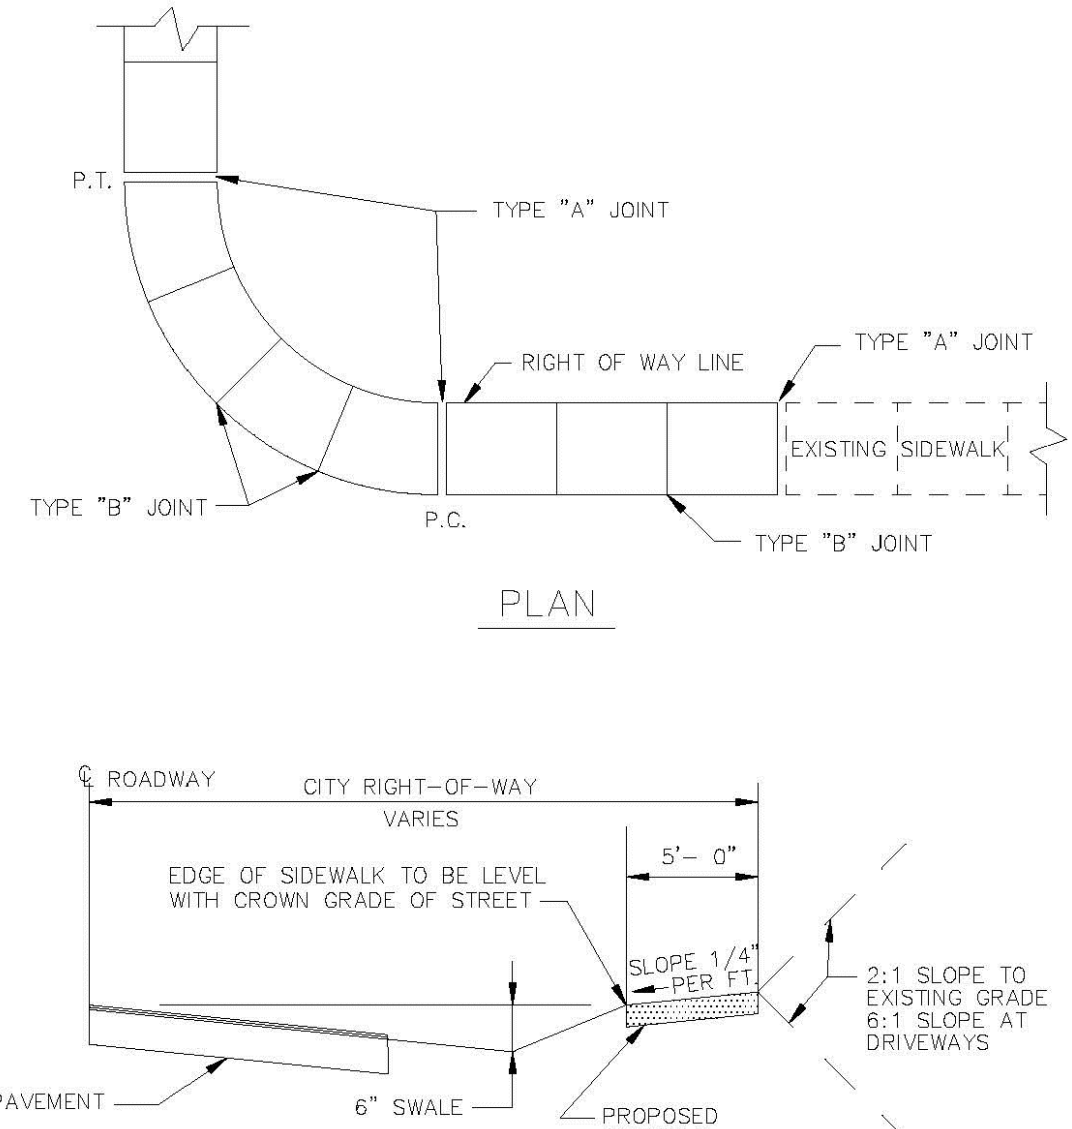 P.T.
TYPE "A" JOINT
TYPE "A" JOINT
RIGHT OF WAY LINE
EXISTING SIDEWALK
TYPE "B" JOINT
P.C.
TYPE "B" JOINT
PLAN
℄ ROADWAY
CITY RIGHT-OF-WAY
VARIES
5'- 0"
EDGE OF SIDEWALK TO BE LEVEL
WITH CROWN GRADE OF STREET
SLOPE 1/4"
PER FT.
2:1 SLOPE TO
EXISTING GRADE
6:1 SLOPE AT
DRIVEWAYS
PAVEMENT
6" SWALE
PROPOSED